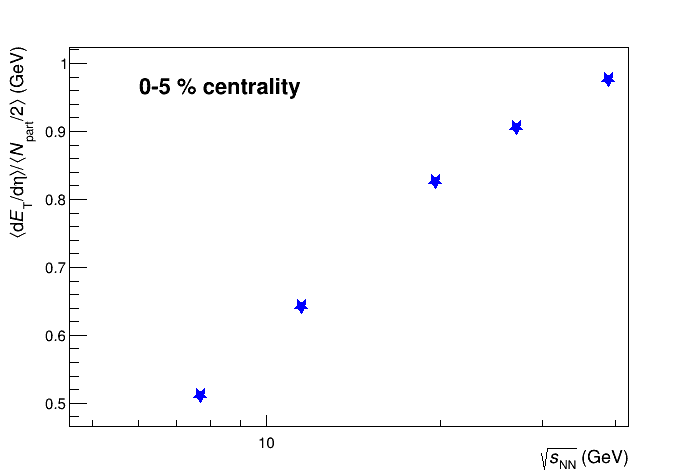 0-5 % centrality
⟨dE_T/dη⟩/⟨N_part/2⟩ (GeV)
1
0.9
0.8
0.7
0.6
0.5
10
√s_NN (GeV)